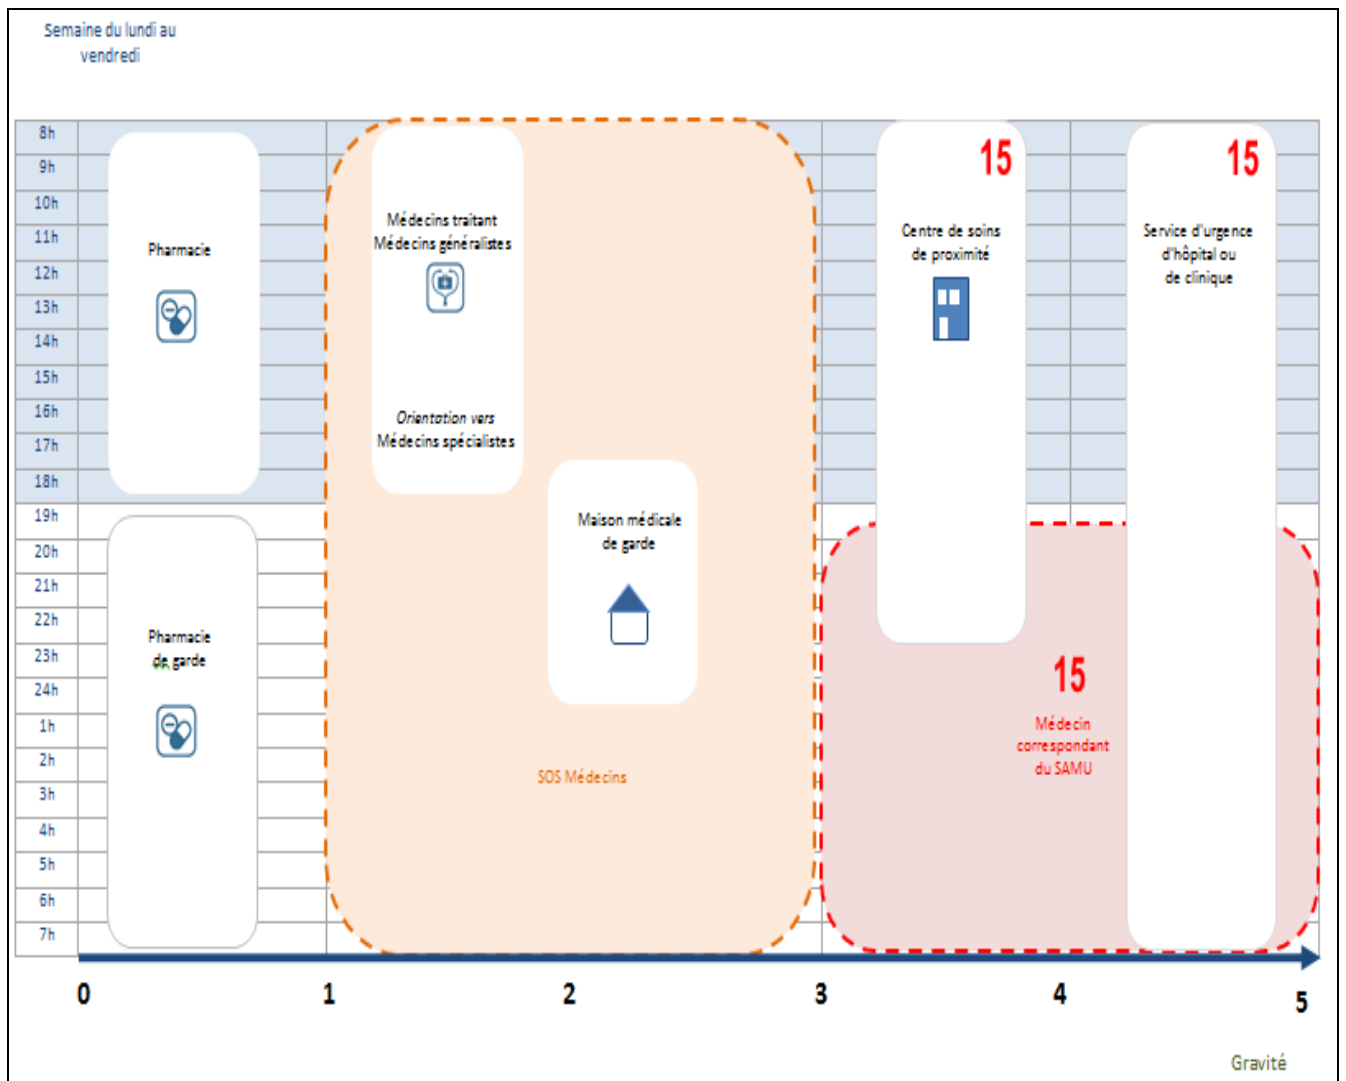 Semaine du lundi au
vendredi
8h
9h
10h
11h
12h
13h
14h
15h
16h
17h
18h
19h
20h
21h
22h
23h
24h
1h
2h
3h
4h
5h
6h
7h
Pharmacie
Pharmacie
de garde
Médecins traitant
Médecins généralistes
Orientation vers
Médecins spécialistes
Maison médicale
de garde
SOS Médecins
15
Centre de soins
de proximité
15
Service d'urgence
d'hôpital ou
de clinique
15
Médecin
correspondant
du SAMU
0
1
2
3
4
5
Gravité